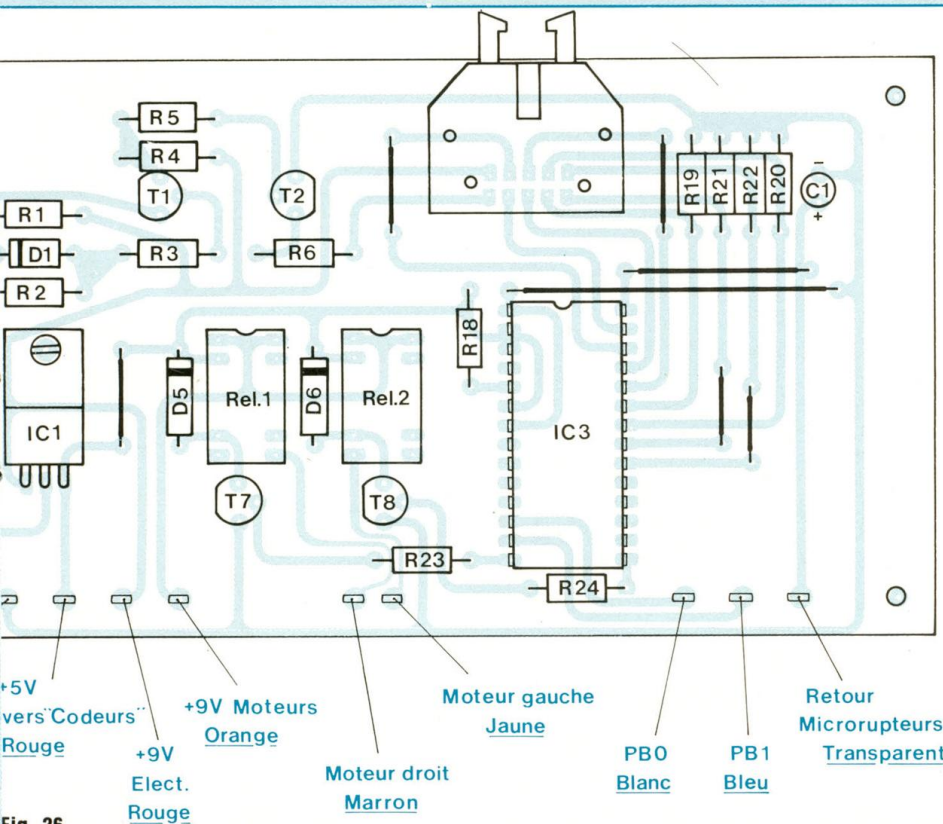 R5
R4
T1
T2
R1
D1
R2
R3
R6
R19
R21
R22
R20
-
C1
+
R18
IC1
D5
Rel.1
D6
Rel.2
IC3
T7
T8
R23
R24
+5V
vers "Codeurs"
Rouge
+9V
Elect.
Rouge
+9V Moteurs
Orange
Moteur droit
Marron
Moteur gauche
Jaune
PB0
Blanc
PB1
Bleu
Retour
Microrupteurs
Transparent
Fig. 26